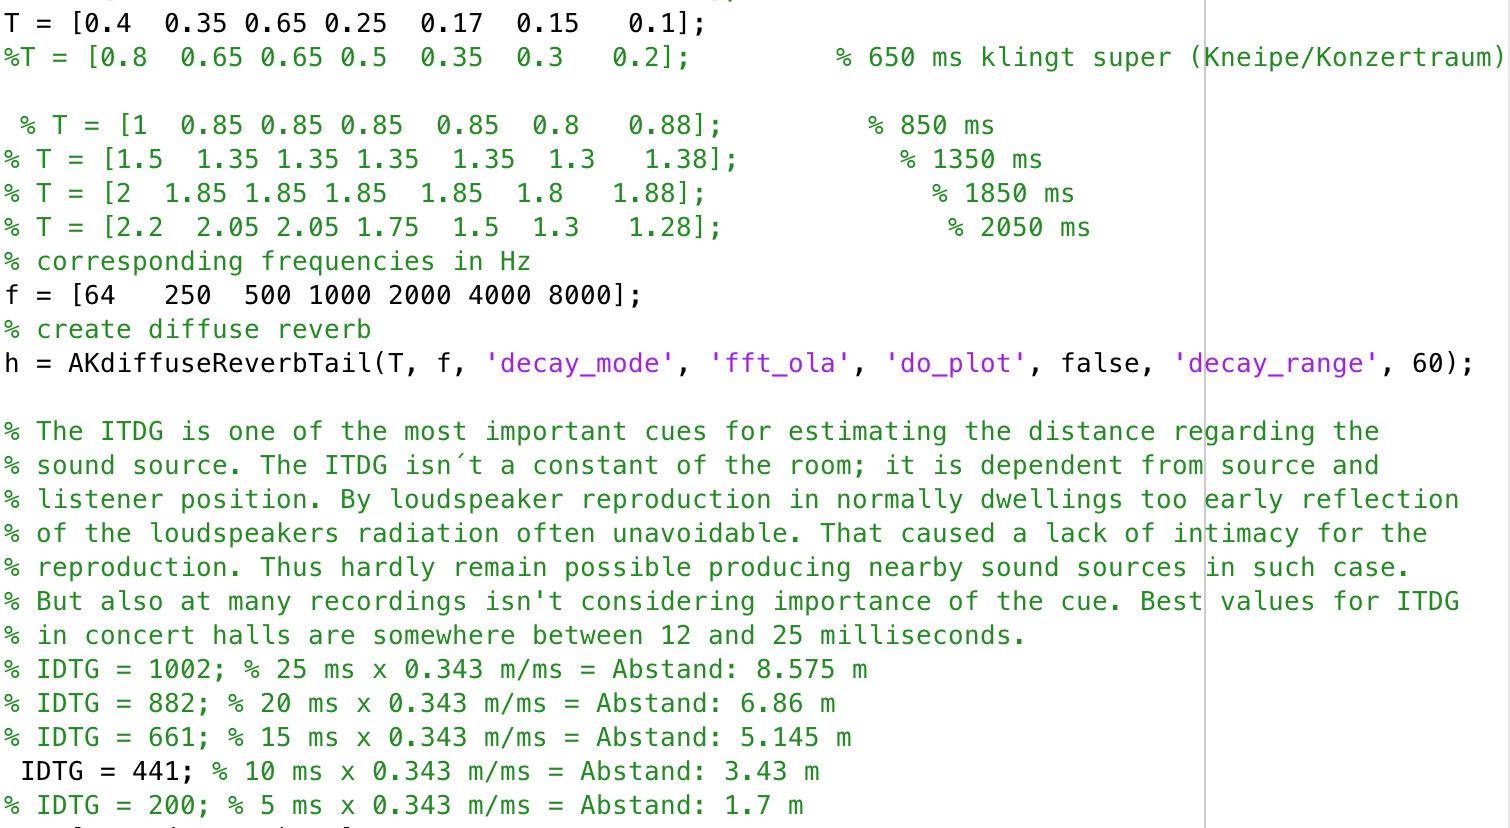 T = [0.4  0.35 0.65 0.25  0.17  0.15   0.1];
%T = [0.8  0.65 0.65 0.5  0.35  0.3   0.2];         % 650 ms klingt super (Kneipe/Konzertraum)
% T = [1  0.85 0.85 0.85  0.85  0.8   0.88];         % 850 ms
% T = [1.5  1.35 1.35 1.35  1.35  1.3   1.38];          % 1350 ms
% T = [2  1.85 1.85 1.85  1.85  1.8   1.88];              % 1850 ms
% T = [2.2  2.05 2.05 1.75  1.5  1.3   1.28];              % 2050 ms
% corresponding frequencies in Hz
f = [64   250  500 1000 2000 4000 8000];
% create diffuse reverb
h = AKdiffuseReverbTail(T, f, 'decay_mode', 'fft_ola', 'do_plot', false, 'decay_range', 60);
% The ITDG is one of the most important cues for estimating the distance regarding the
% sound source. The ITDG isn´t a constant of the room; it is dependent from source and
% listener position. By loudspeaker reproduction in normally dwellings too early reflection
% of the loudspeakers radiation often unavoidable. That caused a lack of intimacy for the
% reproduction. Thus hardly remain possible producing nearby sound sources in such case.
% But also at many recordings isn't considering importance of the cue. Best values for ITDG
% in concert halls are somewhere between 12 and 25 milliseconds.
% IDTG = 1002; % 25 ms x 0.343 m/ms = Abstand: 8.575 m
% IDTG = 882; % 20 ms x 0.343 m/ms = Abstand: 6.86 m
% IDTG = 661; % 15 ms x 0.343 m/ms = Abstand: 5.145 m
IDTG = 441; % 10 ms x 0.343 m/ms = Abstand: 3.43 m
% IDTG = 200; % 5 ms x 0.343 m/ms = Abstand: 1.7 m